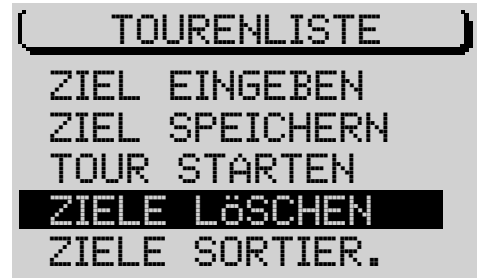 TOURENLISTE
ZIEL EINGEBEN
ZIEL SPEICHERN
TOUR STARTEN
ZIELE LöSCHEN
ZIELE SORTIER.